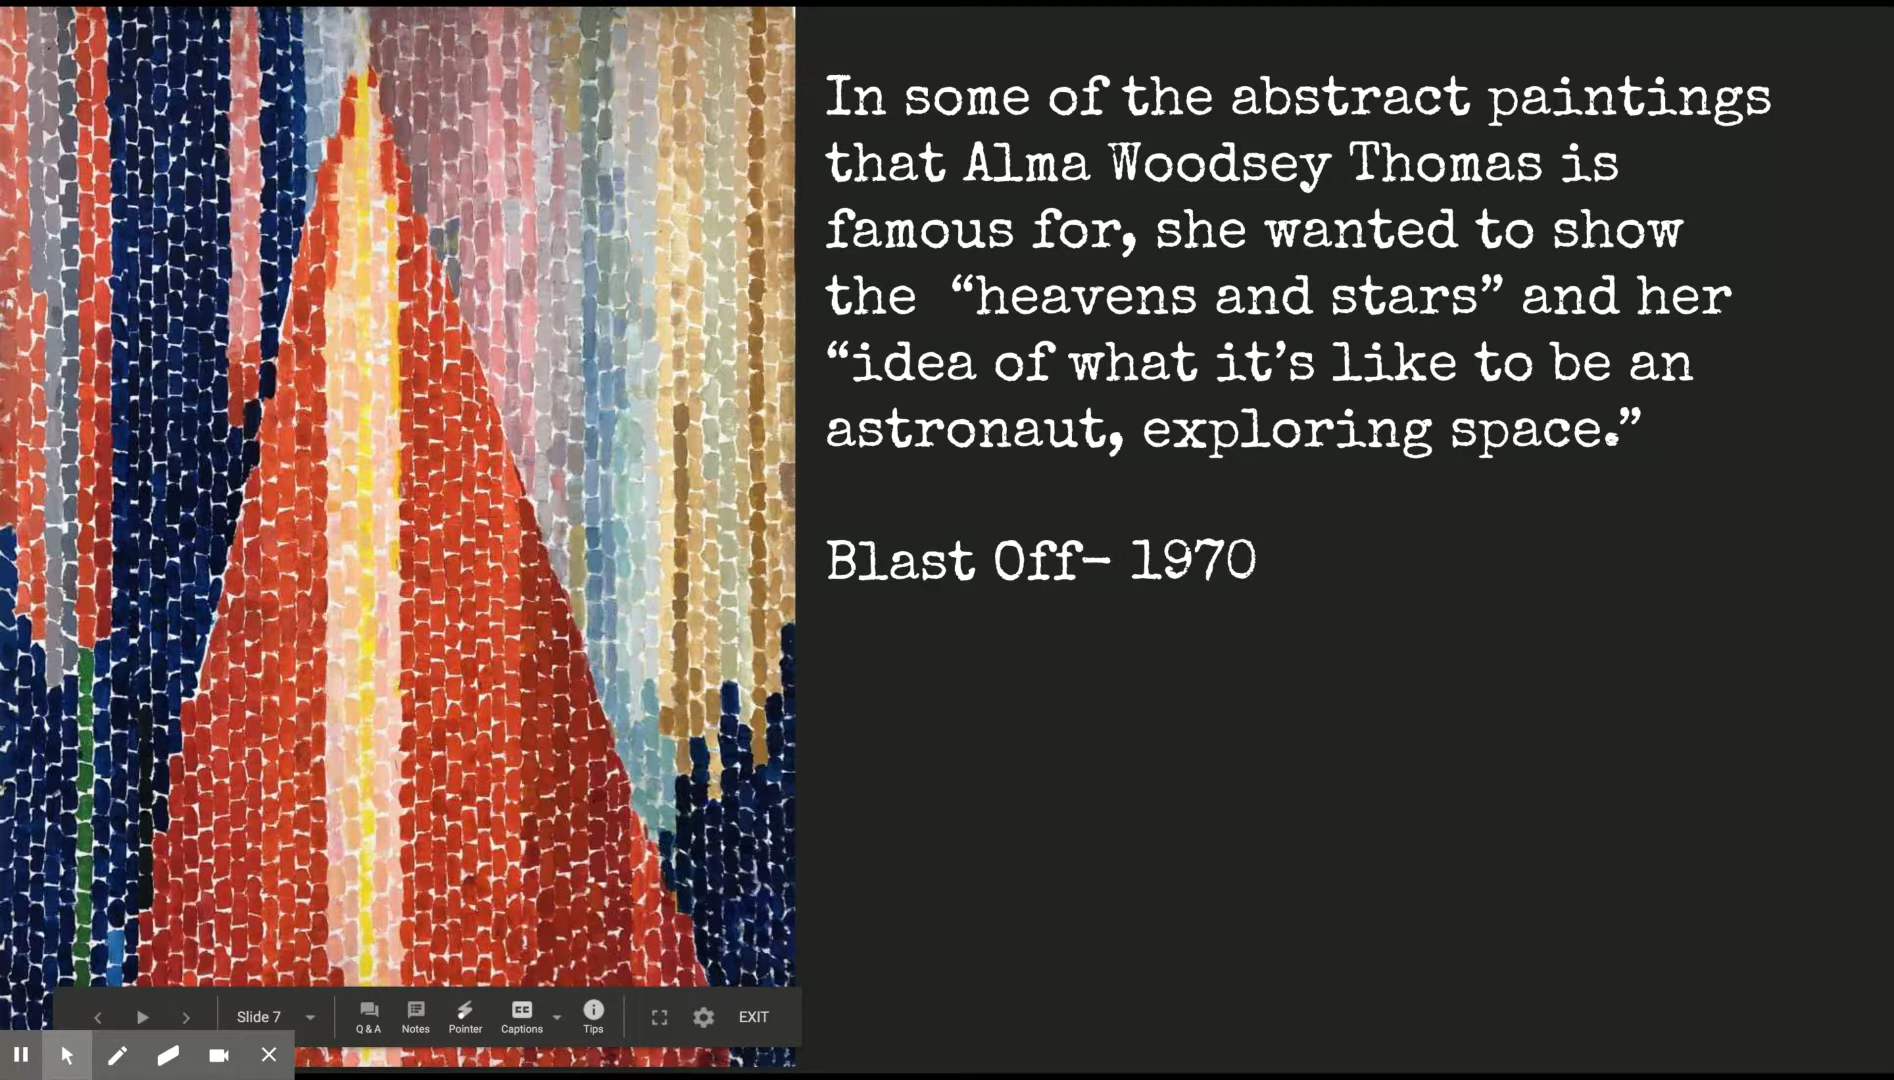 In some of the abstract paintings
that Alma Woodsey Thomas is
famous for, she wanted to show
the “heavens and stars” and her
“idea of what it’s like to be an
astronaut, exploring space.”
Blast Off- 1970
Slide 7
Q & A
Notes
Pointer
CC
Captions
Tips
EXIT